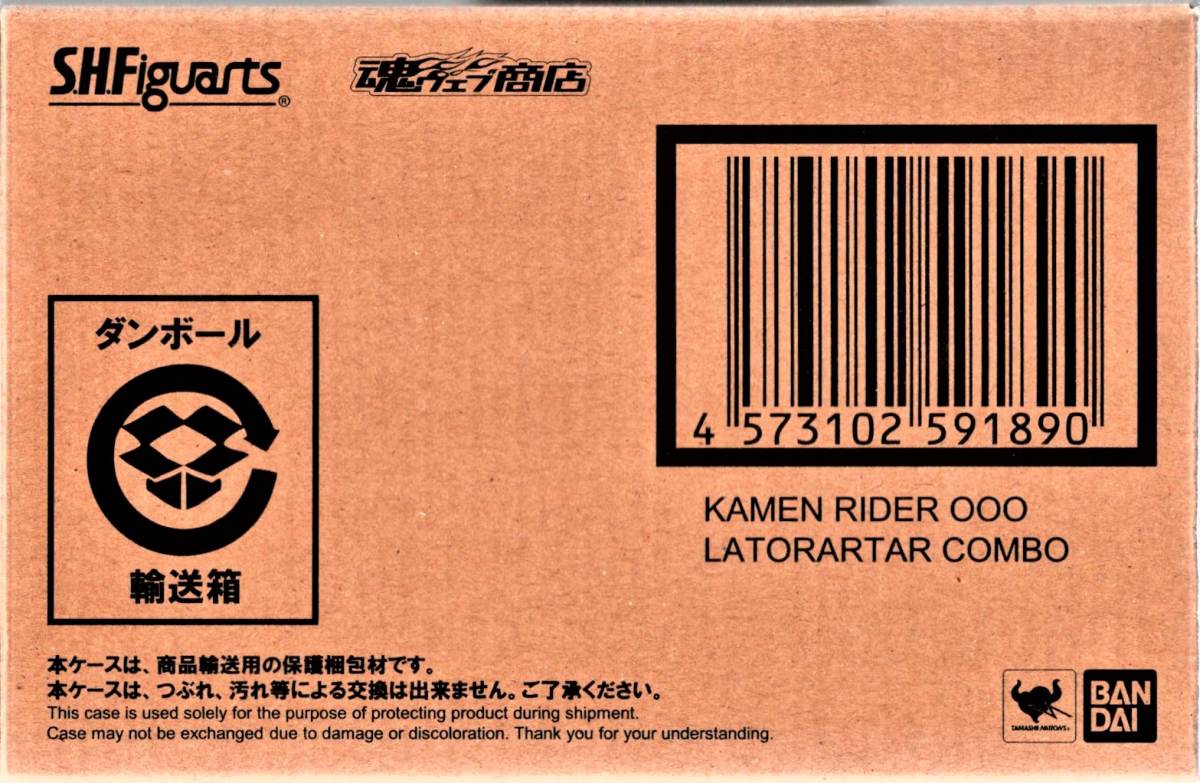 S.H.Figuarts®
魂ウェブ商店
4 573102 591890
KAMEN RIDER OOO
LATORARTAR COMBO
ダンボール
輸送箱
本ケースは、商品輸送用の保護梱包材です。
本ケースは、つぶれ、汚れ等による交換は出来ません。ご了承ください。
This case is used solely for the purpose of protecting product during shipment.
Case may not be exchanged due to damage or discoloration. Thank you for your understanding.
TAMASHII NATIONS
BAN
DAI